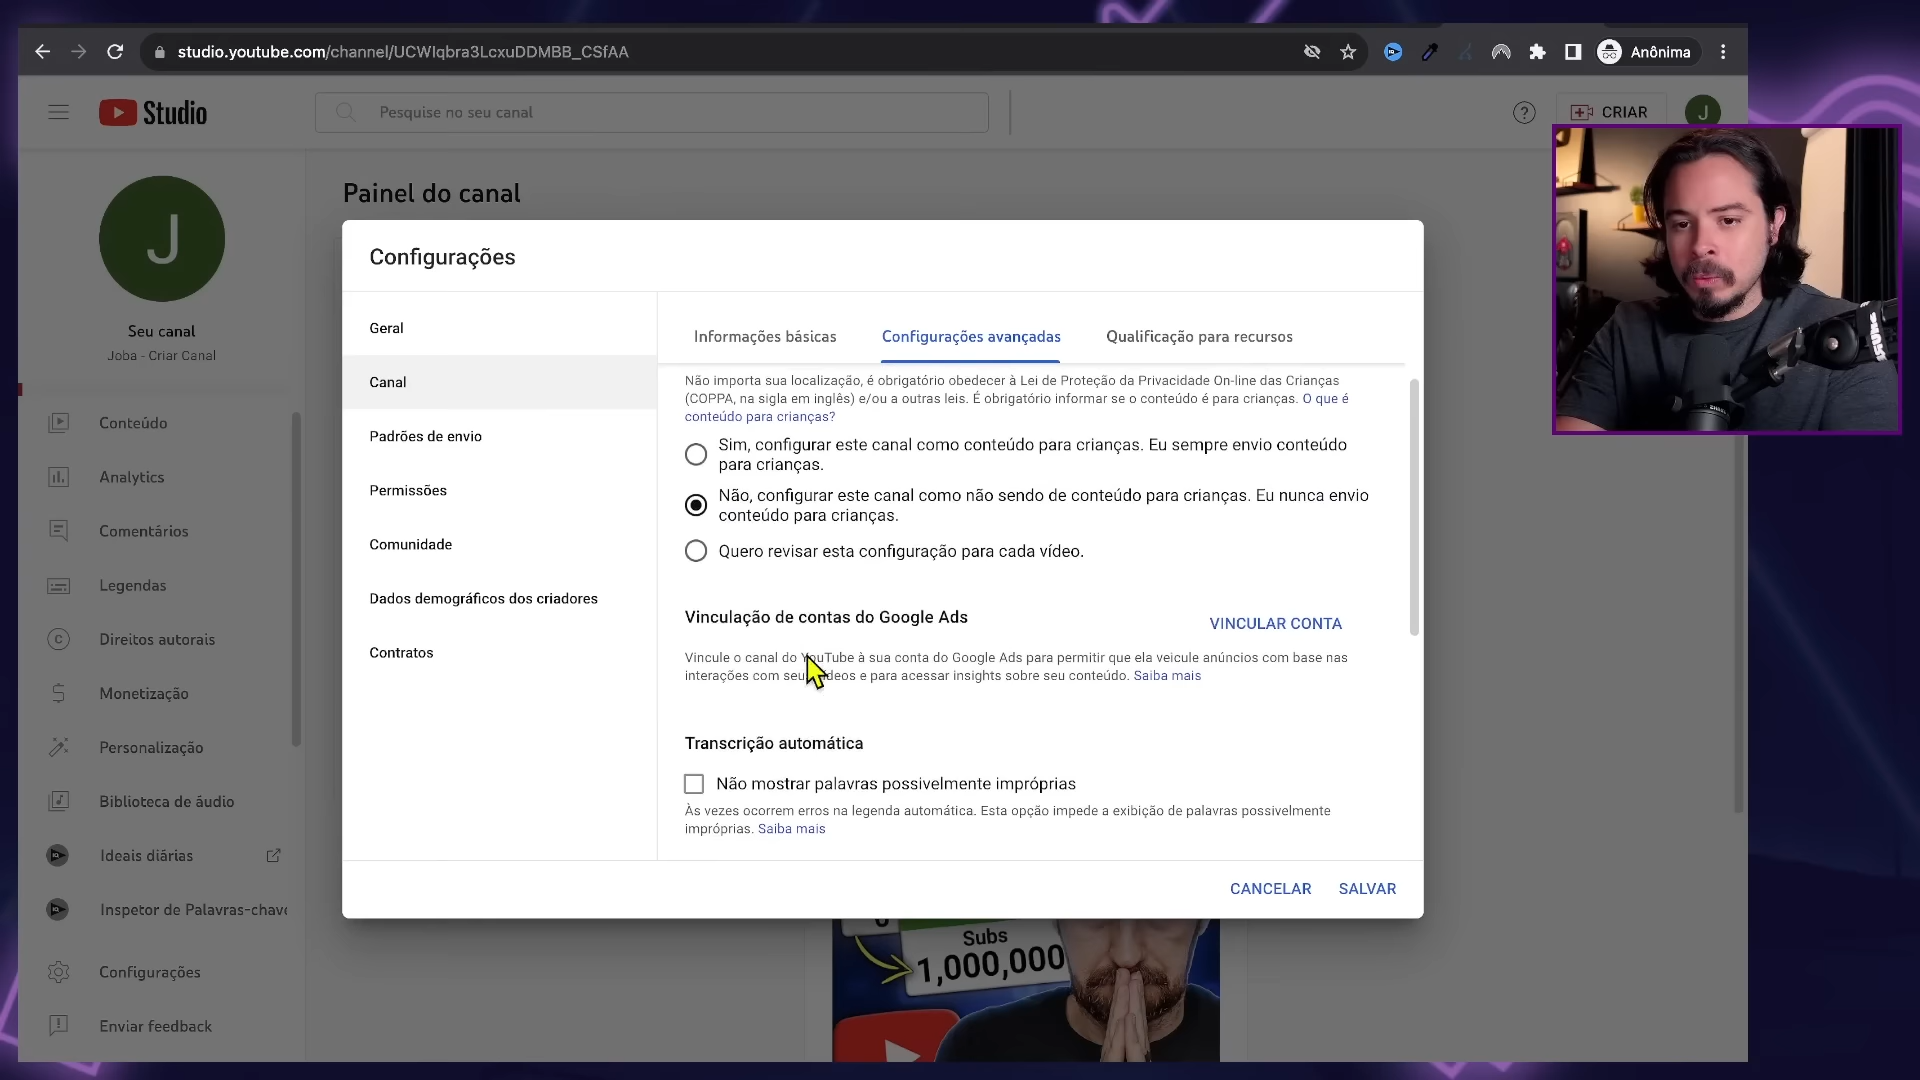 studio.youtube.com/channel/UCWIqbra3LcxuDDMBB_CSfAA
Anônima
Studio
Pesquise no seu canal
CRIAR
J
Painel do canal
J
Seu canal
Joba - Criar Canal
Conteúdo
Analytics
Comentários
Legendas
Direitos autorais
Monetização
Personalização
Biblioteca de áudio
Ideais diárias
Inspetor de Palavras-chave
Configurações
Enviar feedback
Configurações
Geral
Canal
Padrões de envio
Permissões
Comunidade
Dados demográficos dos criadores
Contratos
Informações básicas
Configurações avançadas
Qualificação para recursos
Não importa sua localização, é obrigatório obedecer à Lei de Proteção da Privacidade On-line das Crianças
(COPPA, na sigla em inglês) e/ou a outras leis. É obrigatório informar se o conteúdo é para crianças. O que é
conteúdo para crianças?
Sim, configurar este canal como conteúdo para crianças. Eu sempre envio conteúdo
para crianças.
Não, configurar este canal como não sendo de conteúdo para crianças. Eu nunca envio
conteúdo para crianças.
Quero revisar esta configuração para cada vídeo.
Vinculação de contas do Google Ads
VINCULAR CONTA
Vincule o canal do YouTube à sua conta do Google Ads para permitir que ela veicule anúncios com base nas
interações com seus vídeos e para acessar insights sobre seu conteúdo. Saiba mais
Transcrição automática
Não mostrar palavras possivelmente impróprias
Às vezes ocorrem erros na legenda automática. Esta opção impede a exibição de palavras possivelmente
impróprias. Saiba mais
CANCELAR
SALVAR
Subs
1,000,000